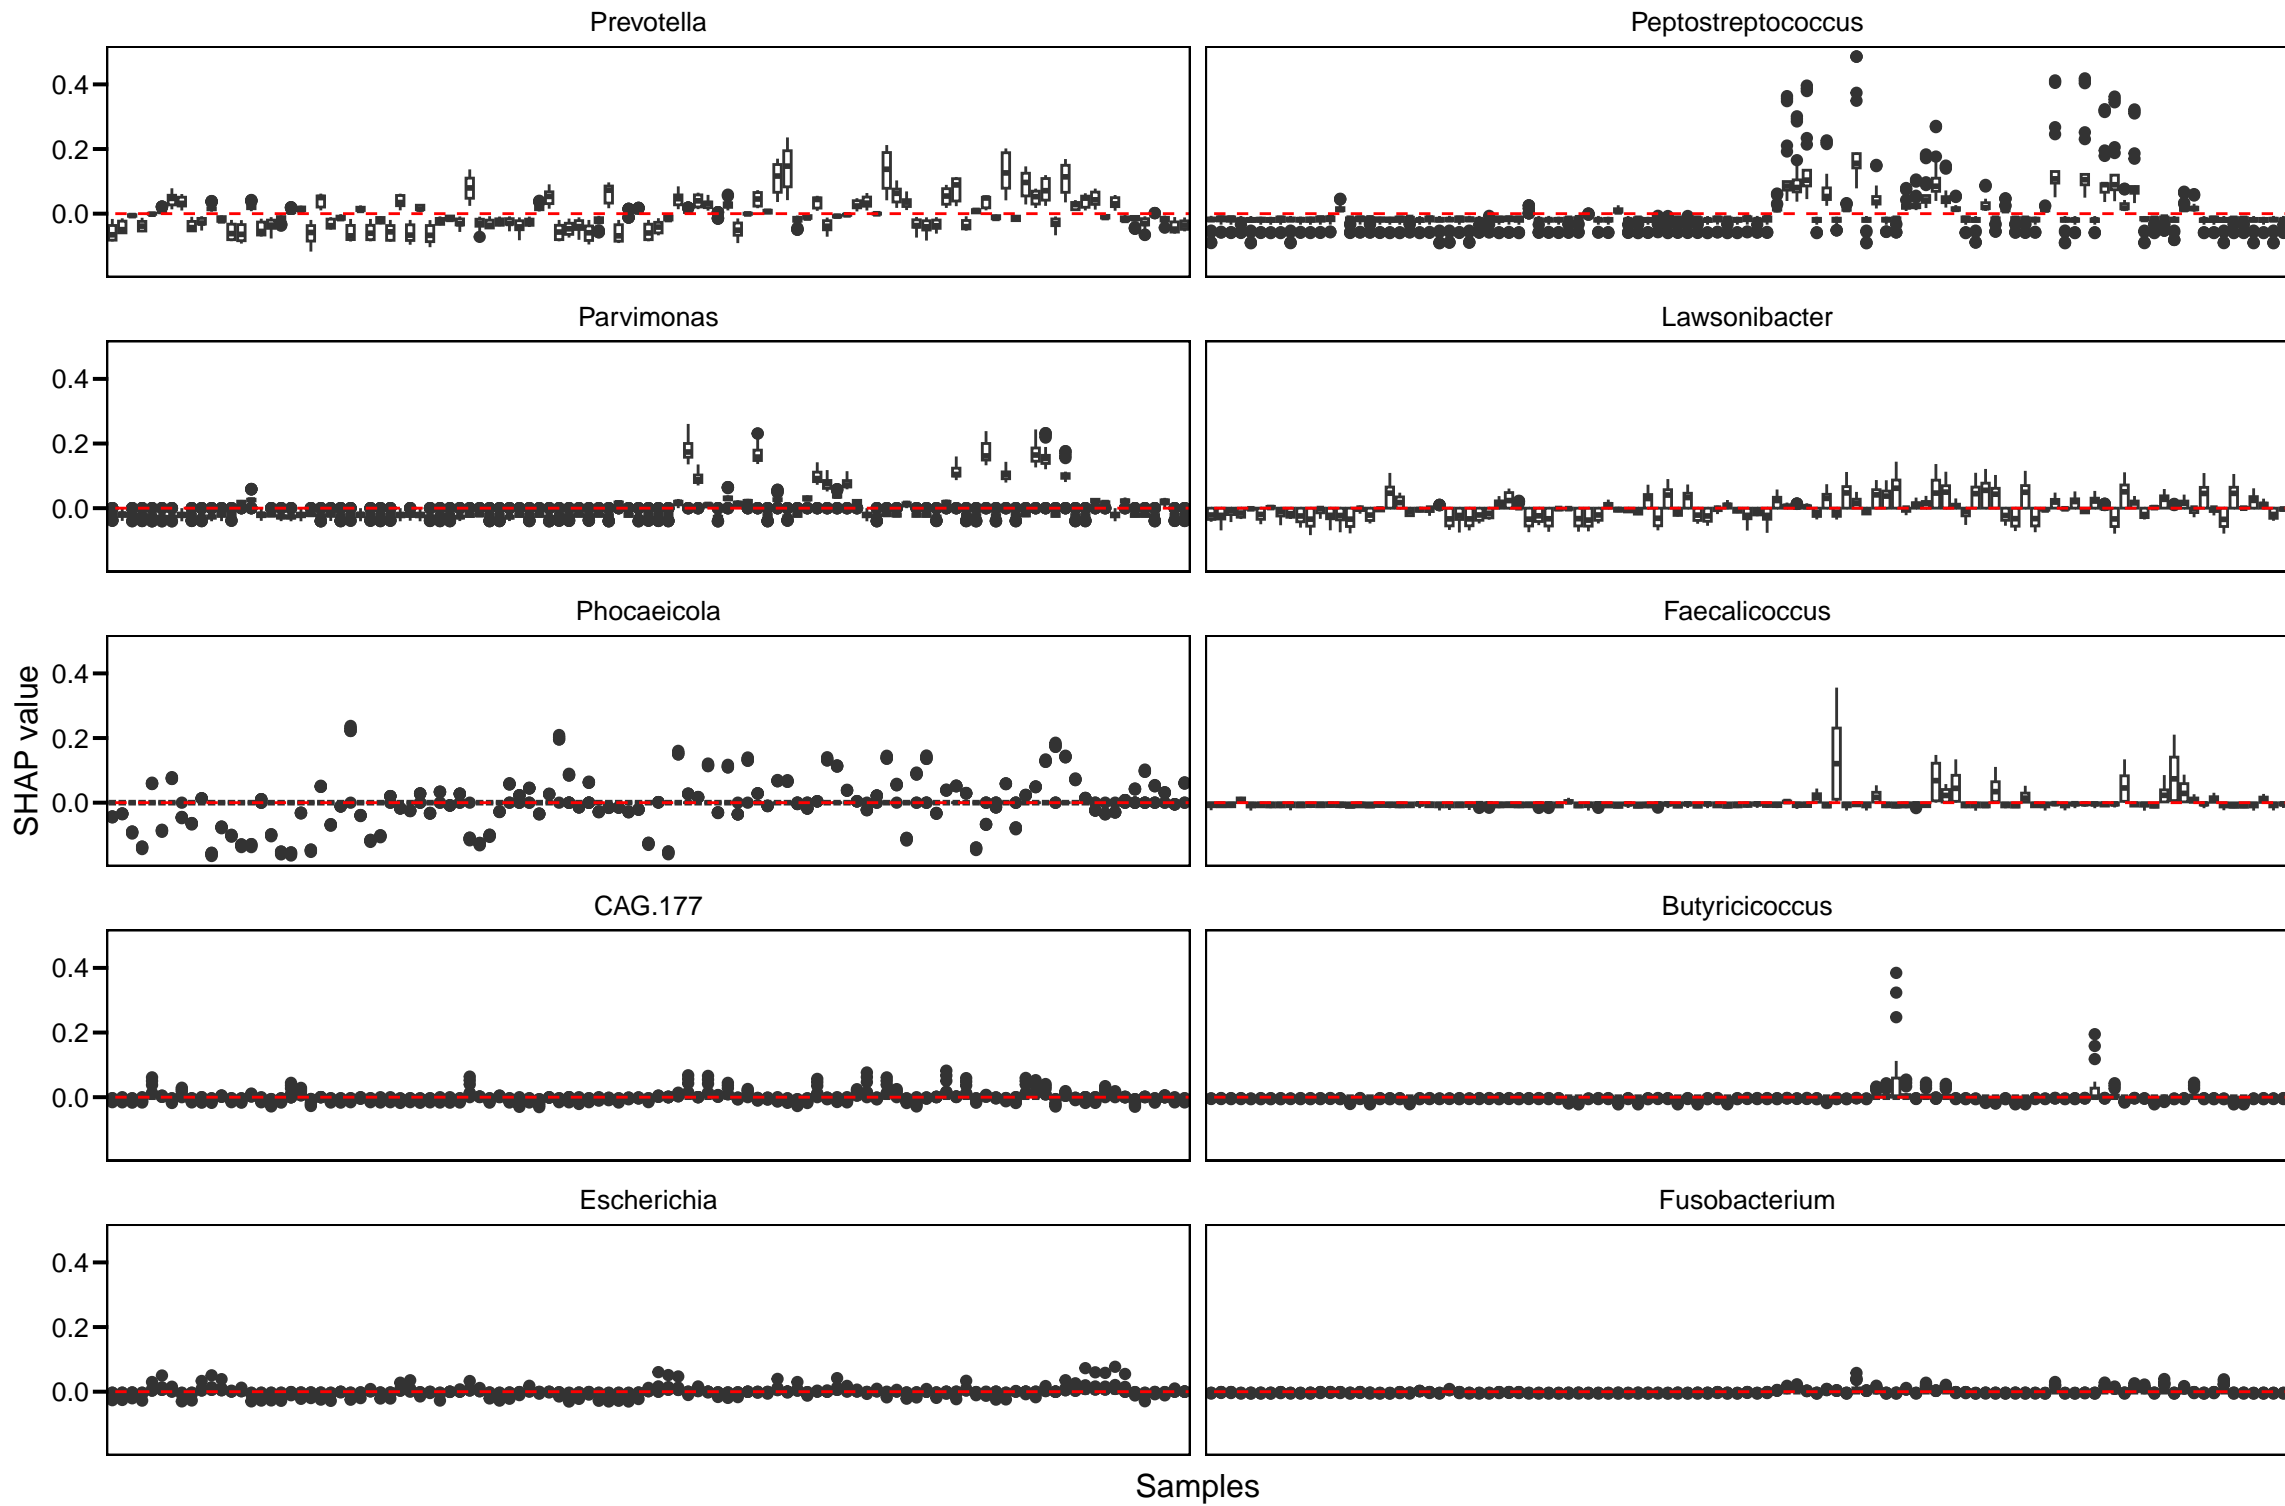 Prevotella
Peptostreptococcus
0.4
0.2
0.0
Parvimonas
Lawsonibacter
0.4
0.2
0.0
Phocaeicola
Faecalicoccus
0.4
0.2
0.0
SHAP value
CAG.177
Butyricicoccus
0.4
0.2
0.0
Escherichia
Fusobacterium
0.4
0.2
0.0
Samples